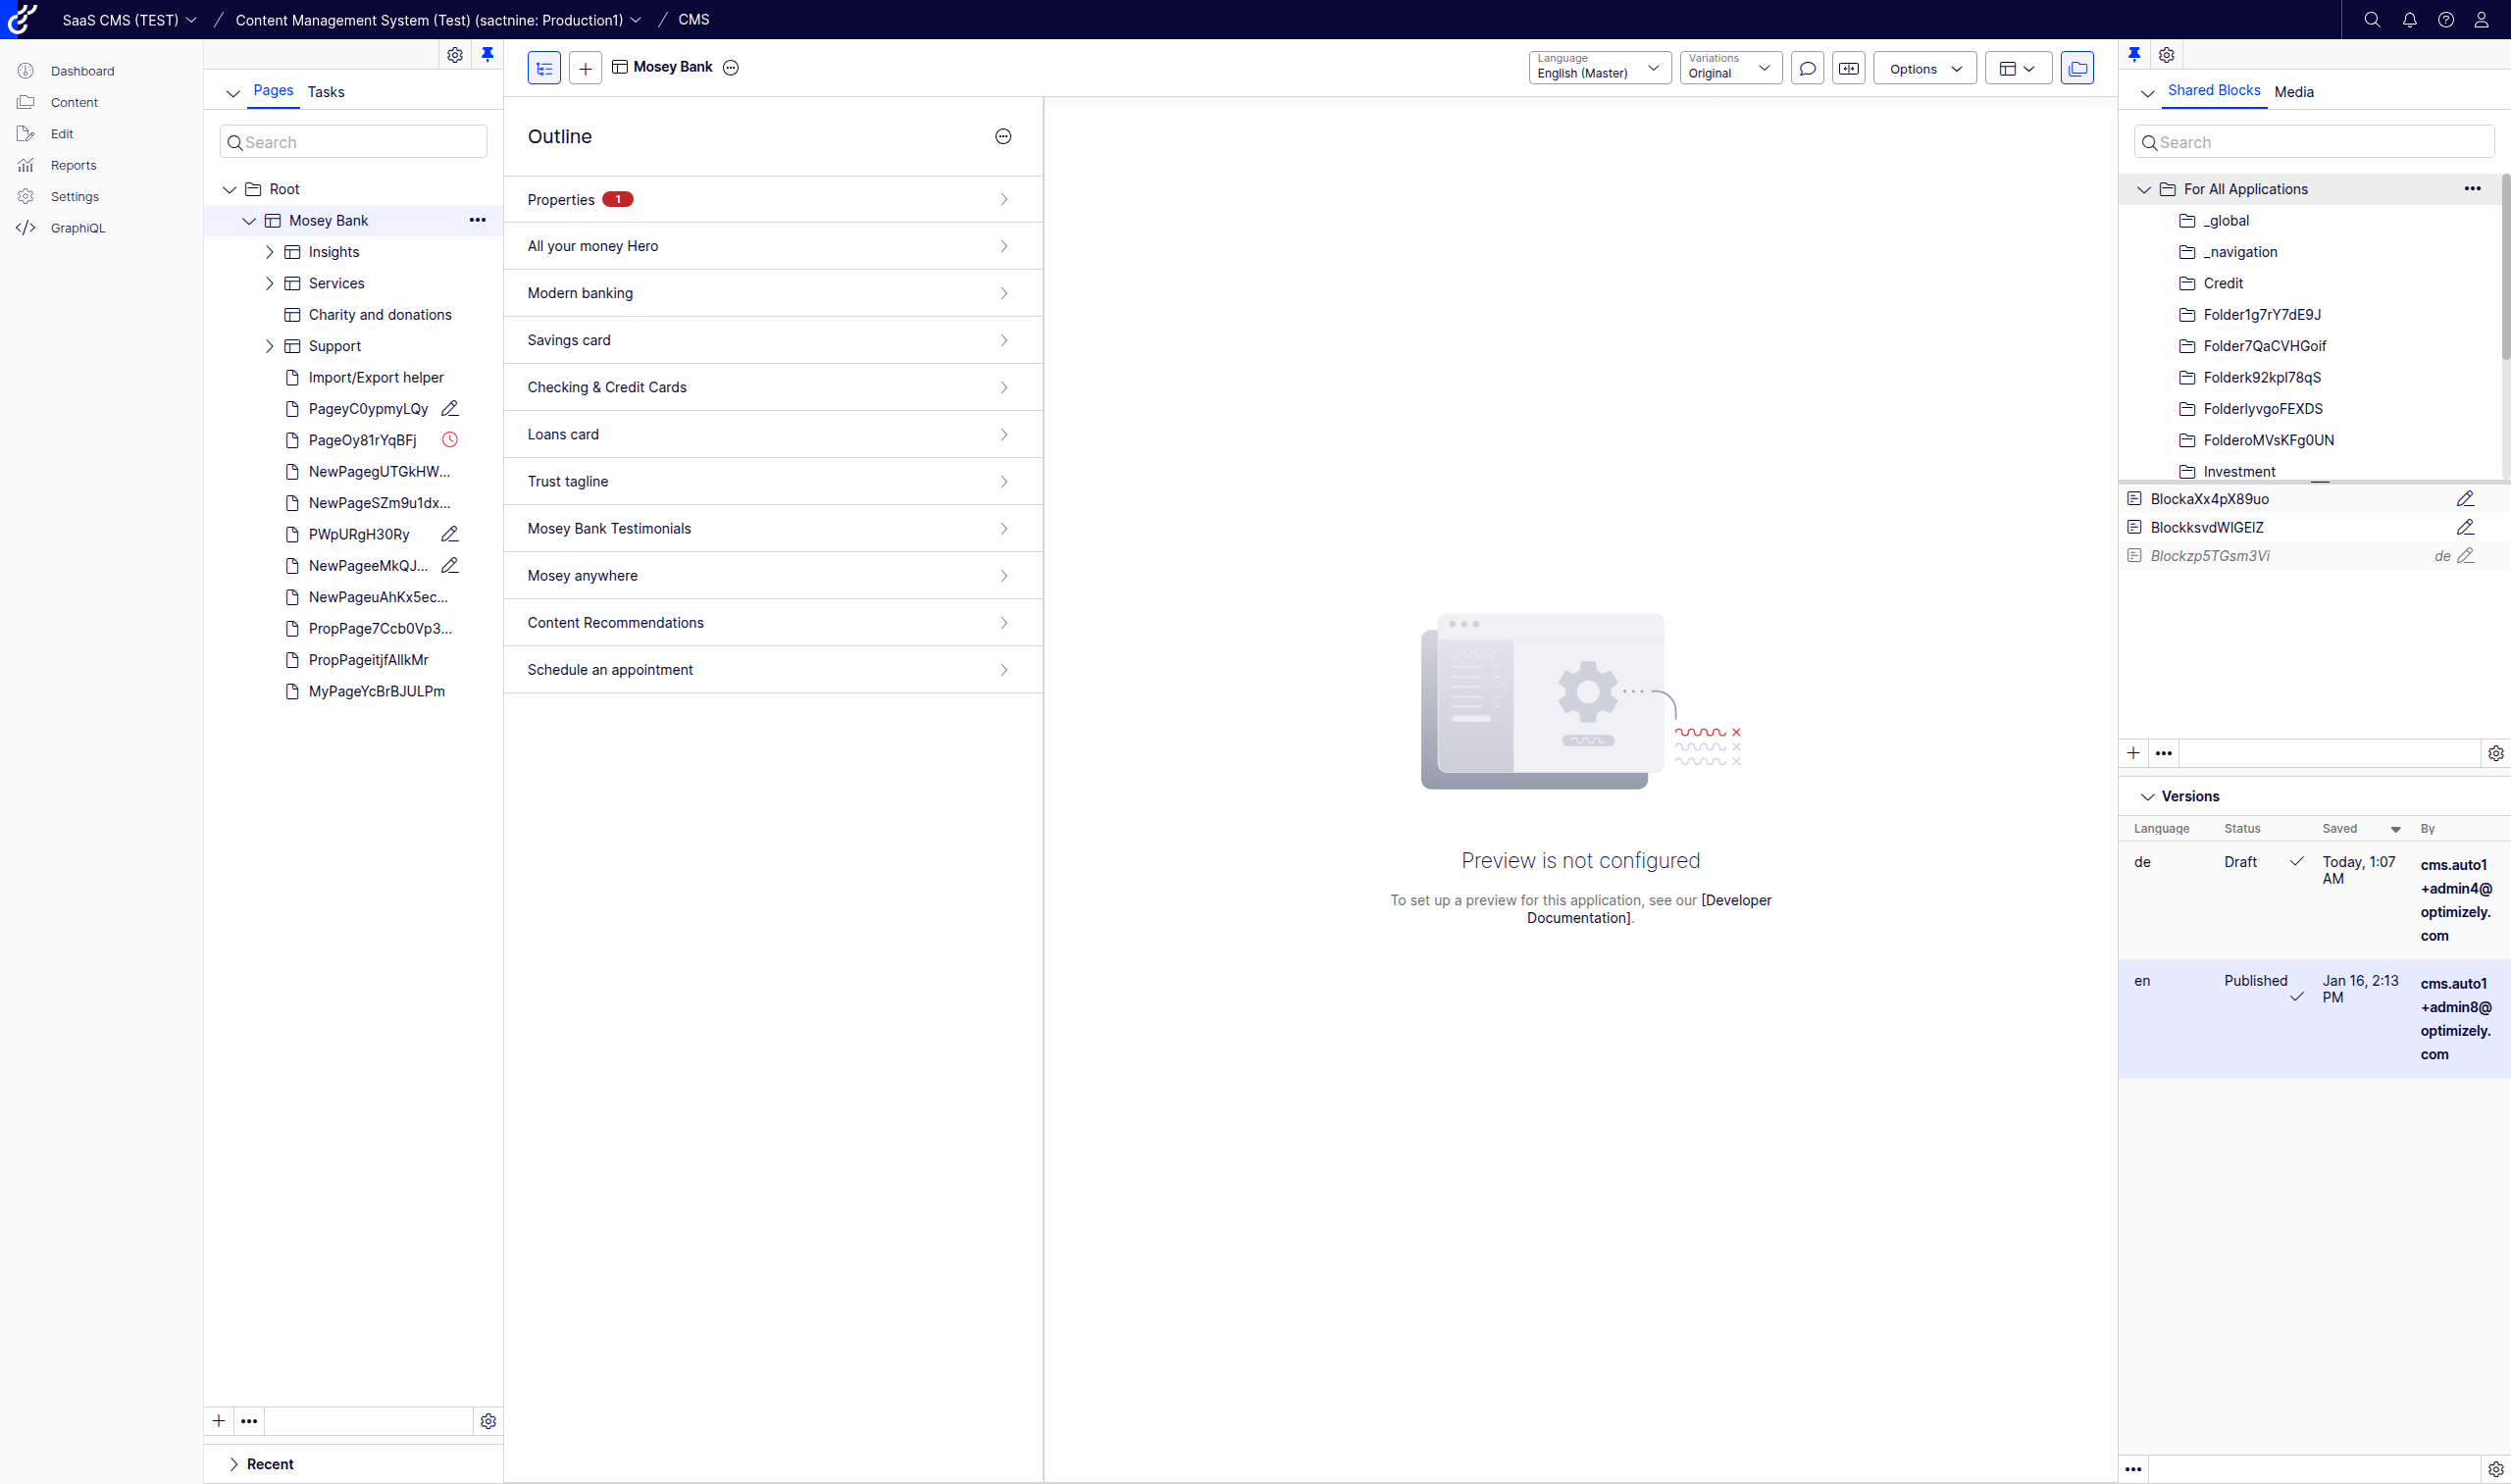 SaaS CMS (TEST) / Content Management System (Test) (sactnine: Production1) / CMS
Dashboard
Content
Edit
Reports
Settings
GraphiQL
Pages Tasks
Search
Root
Mosey Bank
Insights
Services
Charity and donations
Support
Import/Export helper
PageyC0ypmyLQy
PageOy81rYqBFj
NewPagegUTGkHW...
NewPageSZm9u1dx...
PWpURgH30Ry
NewPageeMkQJ...
NewPageuAhKx5ec...
PropPage7Ccb0Vp3...
PropPageitjfAllkMr
MyPageYcBrBJULPm
Recent
Mosey Bank
Language
English (Master)
Variations
Original
Options
Outline
Properties 1
All your money Hero
Modern banking
Savings card
Checking & Credit Cards
Loans card
Trust tagline
Mosey Bank Testimonials
Mosey anywhere
Content Recommendations
Schedule an appointment
Preview is not configured
To set up a preview for this application, see our [Developer
Documentation].
Shared Blocks Media
Search
For All Applications
_global
_navigation
Credit
Folder1g7rY7dE9J
Folder7QaCVHGoif
Folderk92kpl78qS
FolderlyvgoFEXDS
FolderoMVsKFg0UN
Investment
BlockaXx4pX89uo
BlockksvdWlGElZ
Blockzp5TGsm3Vi de
Versions
Language Status Saved By
de Draft Today, 1:07
AM
cms.auto1
+admin4@
optimizely.
com
en Published Jan 16, 2:13
PM
cms.auto1
+admin8@
optimizely.
com